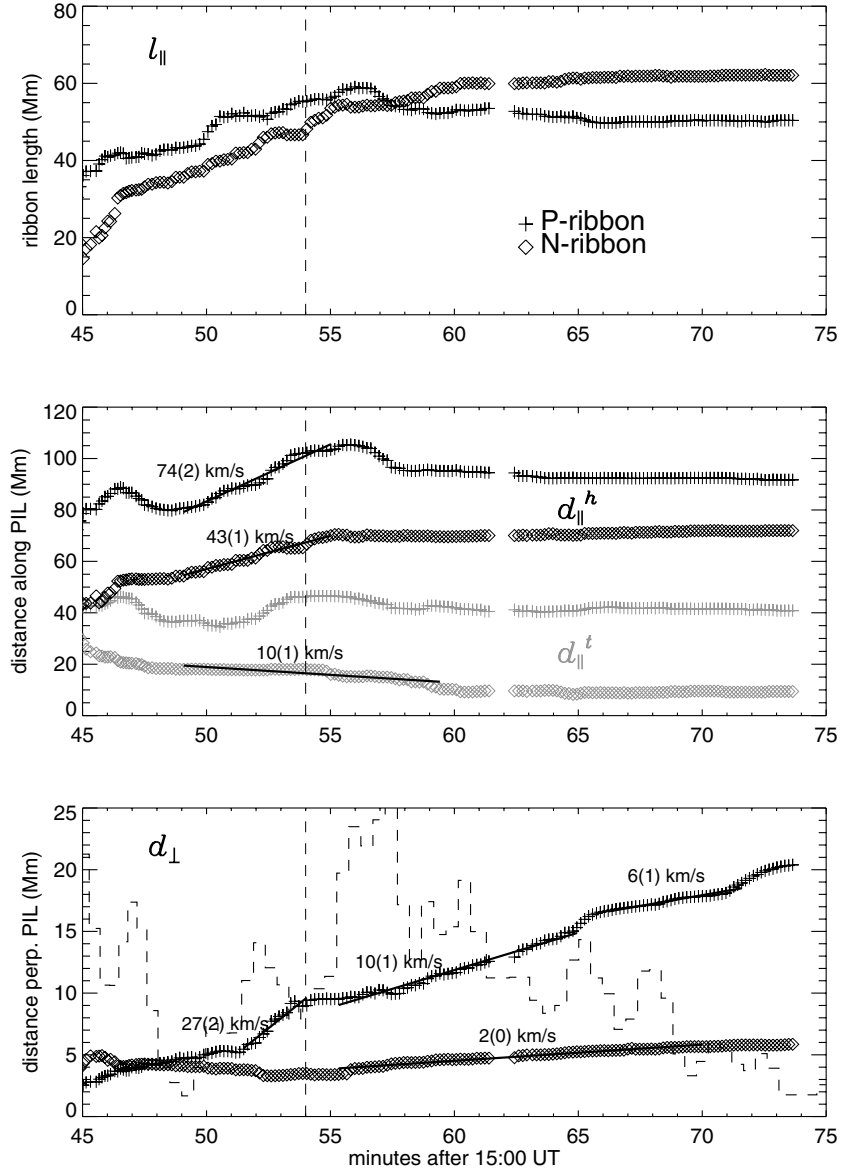 80
60
40
20
0
ribbon length (Mm)
l∥
P-ribbon
N-ribbon
45 50 55 60 65 70 75
120
100
80
60
40
20
0
distance along PIL (Mm)
74(2) km/s
43(1) km/s
10(1) km/s
d∥h
d∥t
45 50 55 60 65 70 75
25
20
15
10
5
0
distance perp. PIL (Mm)
d⊥
6(1) km/s
10(1) km/s
27(2) km/s
2(0) km/s
45 50 55 60 65 70 75
minutes after 15:00 UT